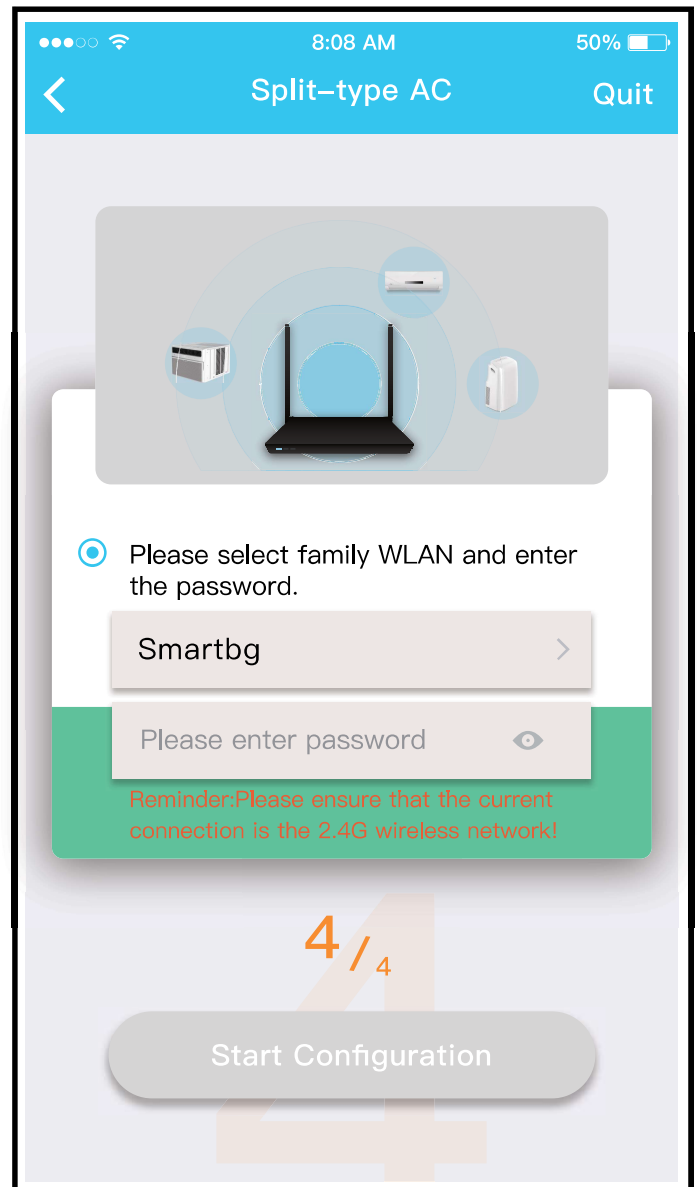 8:08 AM
50%
Split-type AC
Quit
Please select family WLAN and enter
the password.
Smartbg
Please enter password
Reminder:Please ensure that the current
connection is the 2.4G wireless network!
4/4
4
Start Configuration